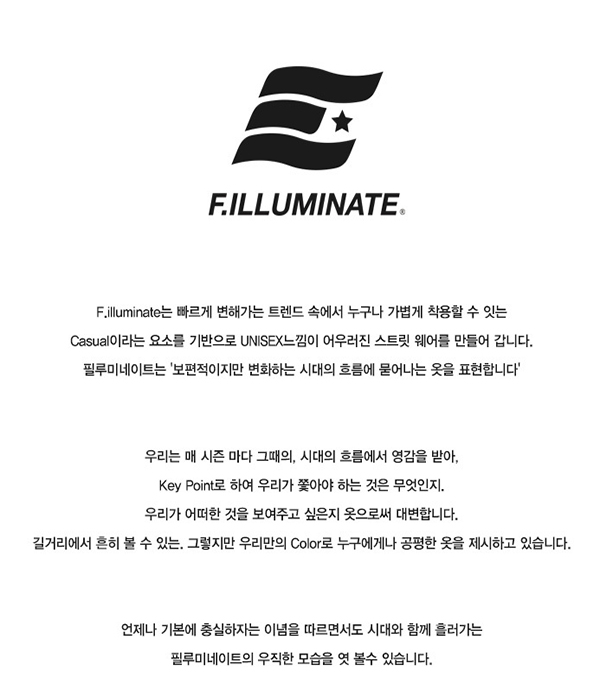 F.ILLUMINATE®
F.illuminate는 빠르게 변해가는 트렌드 속에서 누구나 가볍게 착용할 수 잇는
Casual이라는 요소를 기반으로 UNISEX느낌이 어우러진 스트릿 웨어를 만들어 갑니다.
필루미네이트는 '보편적이지만 변화하는 시대의 흐름에 묻어나는 옷을 표현합니다'
우리는 매 시즌 마다 그때의, 시대의 흐름에서 영감을 받아,
Key Point로 하여 우리가 쫓아야 하는 것은 무엇인지.
우리가 어떠한 것을 보여주고 싶은지 옷으로써 대변합니다.
길거리에서 흔히 볼 수 있는. 그렇지만 우리만의 Color로 누구에게나 공평한 옷을 제시하고 있습니다.
언제나 기본에 충실하자는 이념을 따르면서도 시대와 함께 흘러가는
필루미네이트의 우직한 모습을 엿 볼수 있습니다.